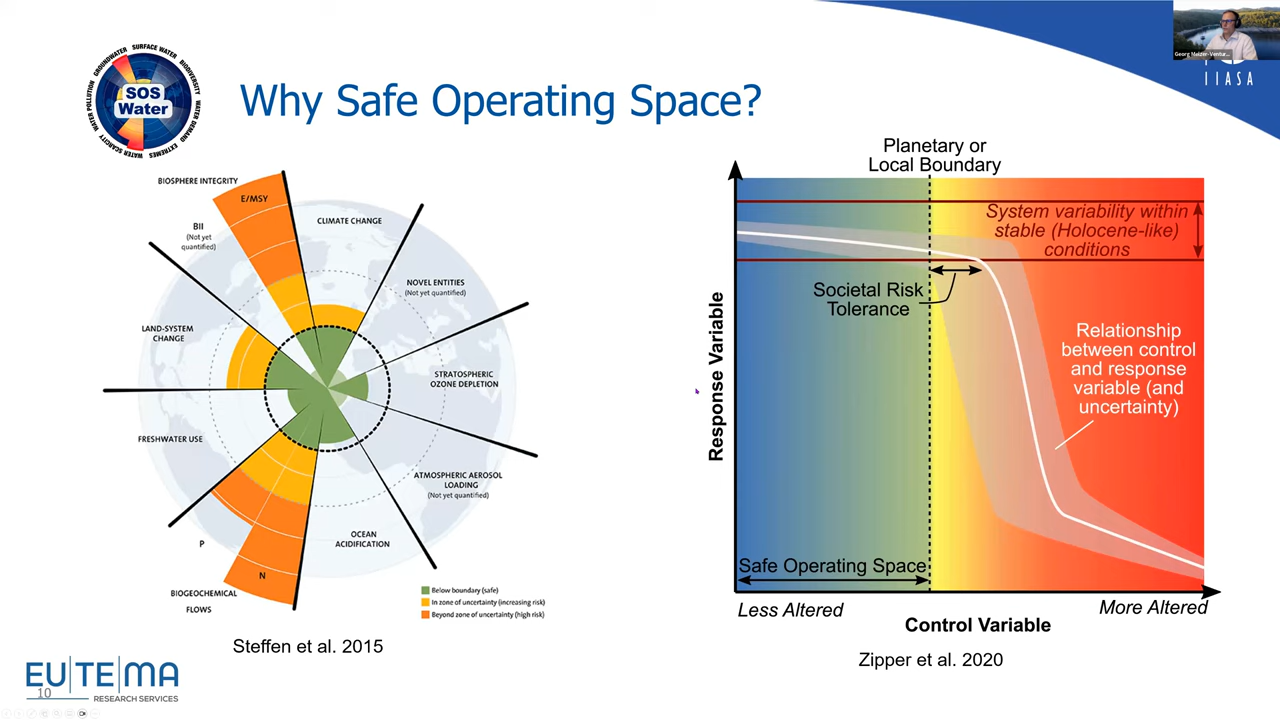 GROUNDWATER SURFACE WATER BIODIVERSITY WATER DEMAND EXTREMES WATER SCARCITY WATER POLLUTION
SOS
Water
Why Safe Operating Space?
IIASA
BIOSPHERE INTEGRITY
E/MSY
BII
(Not yet
quantified)
CLIMATE CHANGE
NOVEL ENTITIES
(Not yet quantified)
LAND-SYSTEM
CHANGE
STRATOSPHERIC
OZONE DEPLETION
FRESHWATER USE
ATMOSPHERIC AEROSOL
LOADING
(Not yet quantified)
OCEAN
ACIDIFICATION
P
N
BIOGEOCHEMICAL
FLOWS
Below boundary (safe)
In zone of uncertainty (increasing risk)
Beyond zone of uncertainty (high risk)
Steffen et al. 2015
Planetary or
Local Boundary
System variability within
stable (Holocene-like)
conditions
Societal Risk
Tolerance
Relationship
between control
and response
variable (and
uncertainty)
Response Variable
Safe Operating Space
Less Altered
More Altered
Control Variable
Zipper et al. 2020
EUTEMA
RESEARCH SERVICES
10